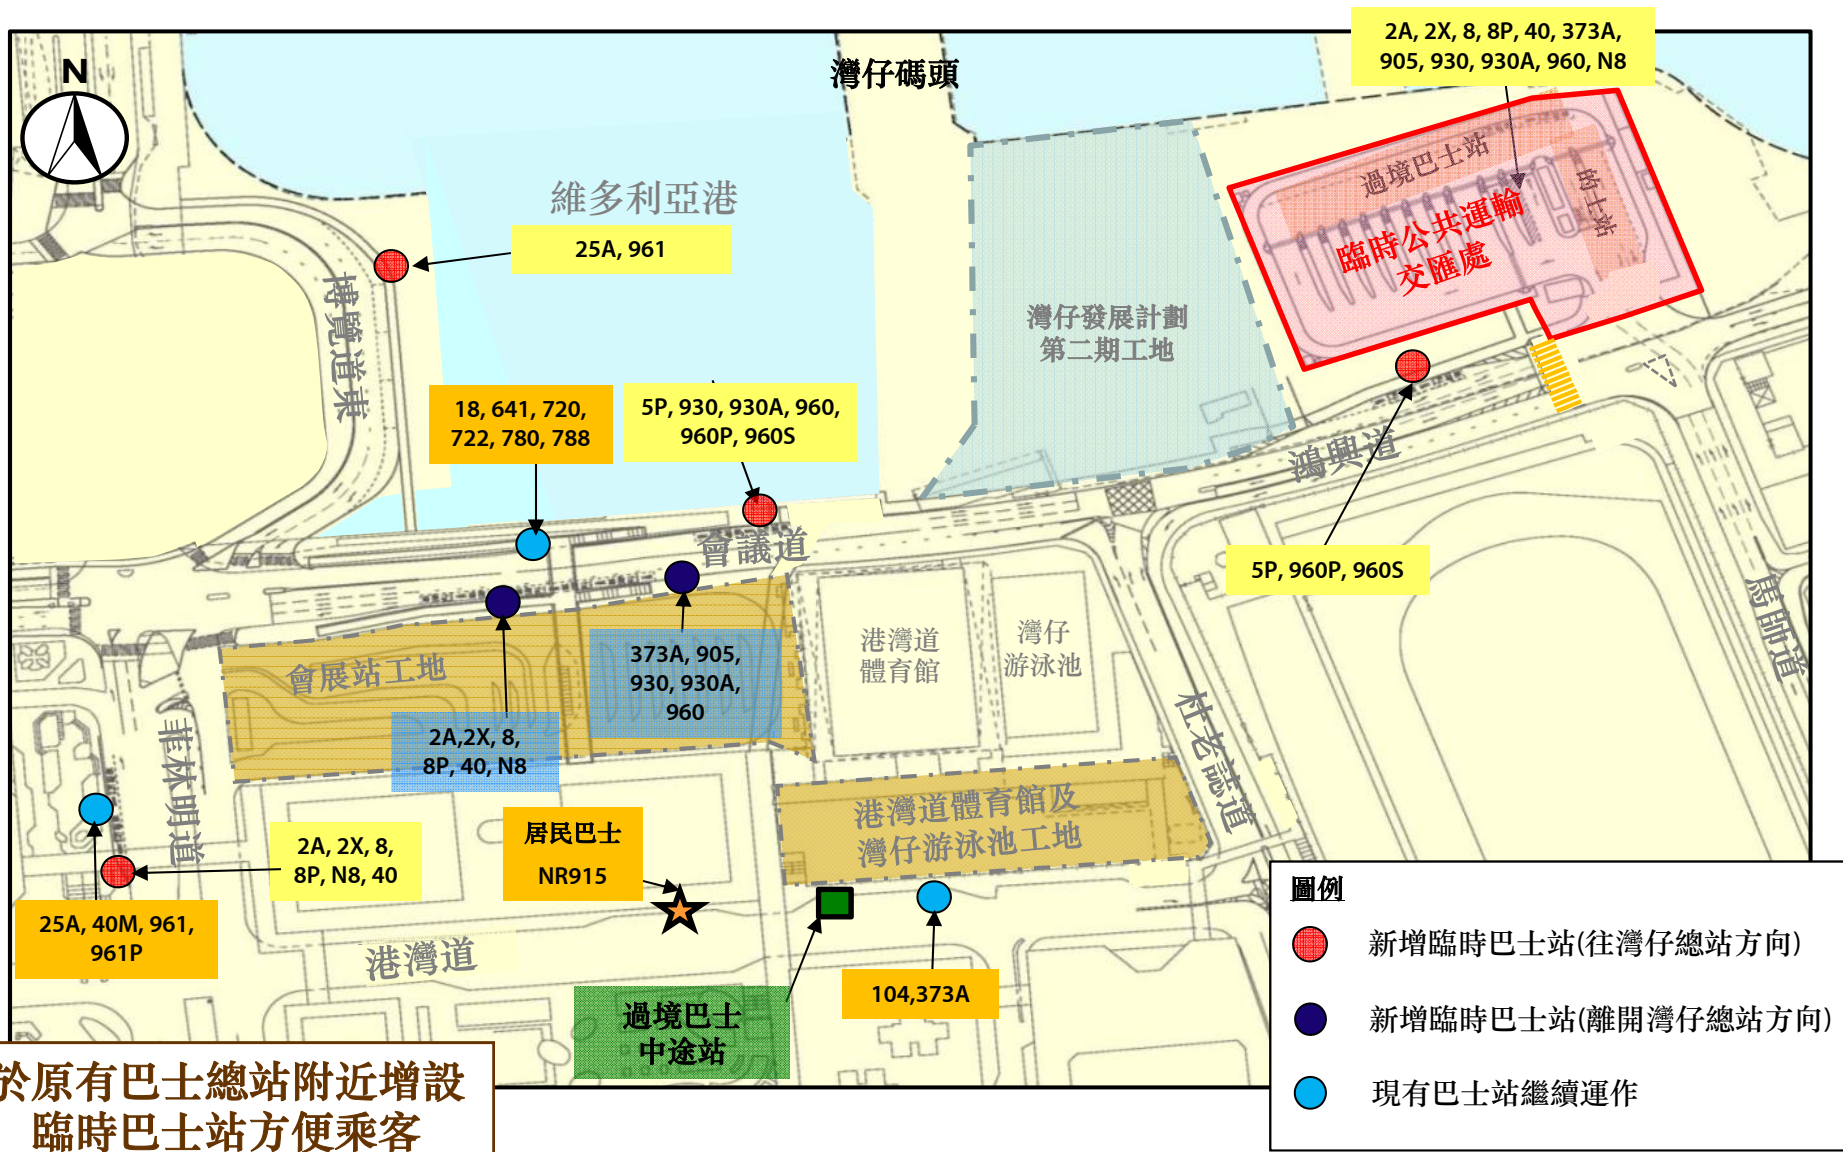 2A, 2X, 8, 8P, 40, 373A,
905, 930, 930A, 960, N8
N
灣仔碼頭
過境巴士站
的士站
臨時公共運輸
交匯處
維多利亞港
25A, 961
博覽道東
灣仔發展計劃
第二期工地
18, 641, 720,
722, 780, 788
5P, 930, 930A, 960,
960P, 960S
鴻興道
會議道
5P, 960P, 960S
馬師道
港灣道
體育館
灣仔
游泳池
373A, 905,
930, 930A,
960
會展站工地
2A,2X, 8,
8P, 40, N8
杜老誌道
菲林明道
港灣道體育館及
灣仔游泳池工地
居民巴士
NR915
2A, 2X, 8,
8P, N8, 40
25A, 40M, 961,
961P
港灣道
104,373A
過境巴士
中途站
圖例
新增臨時巴士站(往灣仔總站方向)
新增臨時巴士站(離開灣仔總站方向)
現有巴士站繼續運作
於原有巴士總站附近增設
臨時巴士站方便乘客